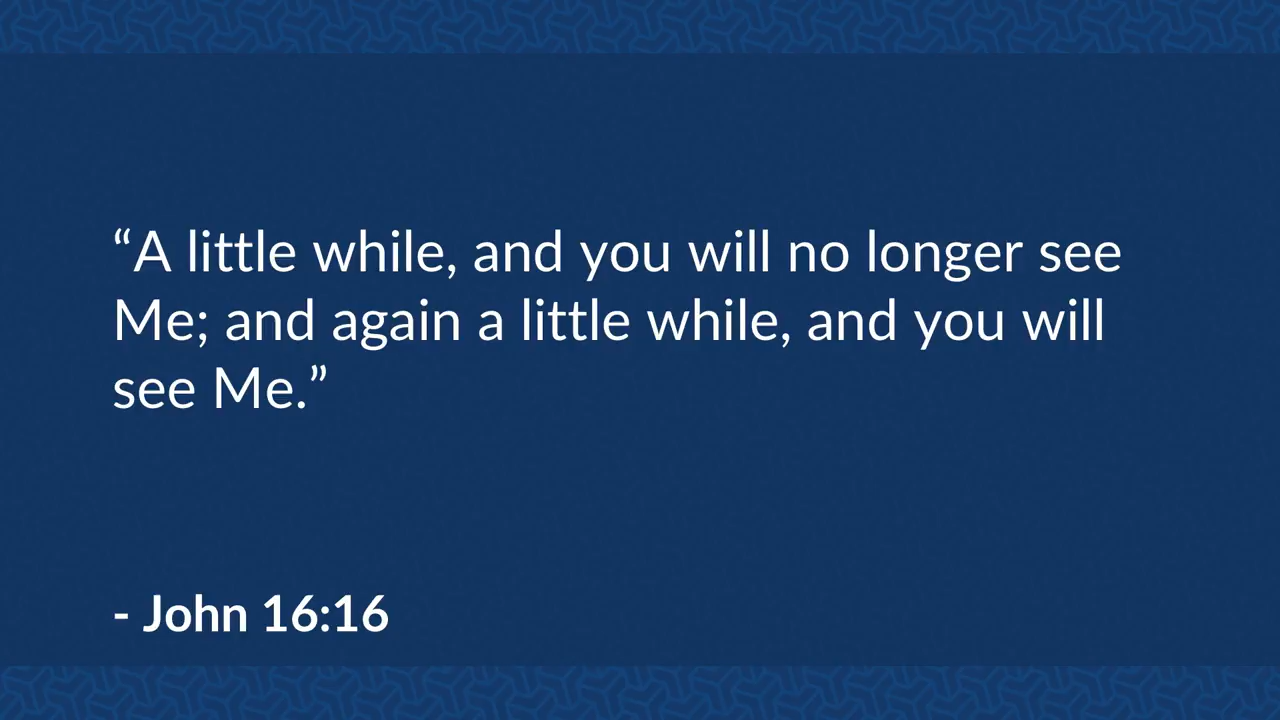 “A little while, and you will no longer see
Me; and again a little while, and you will
see Me.”
- John 16:16